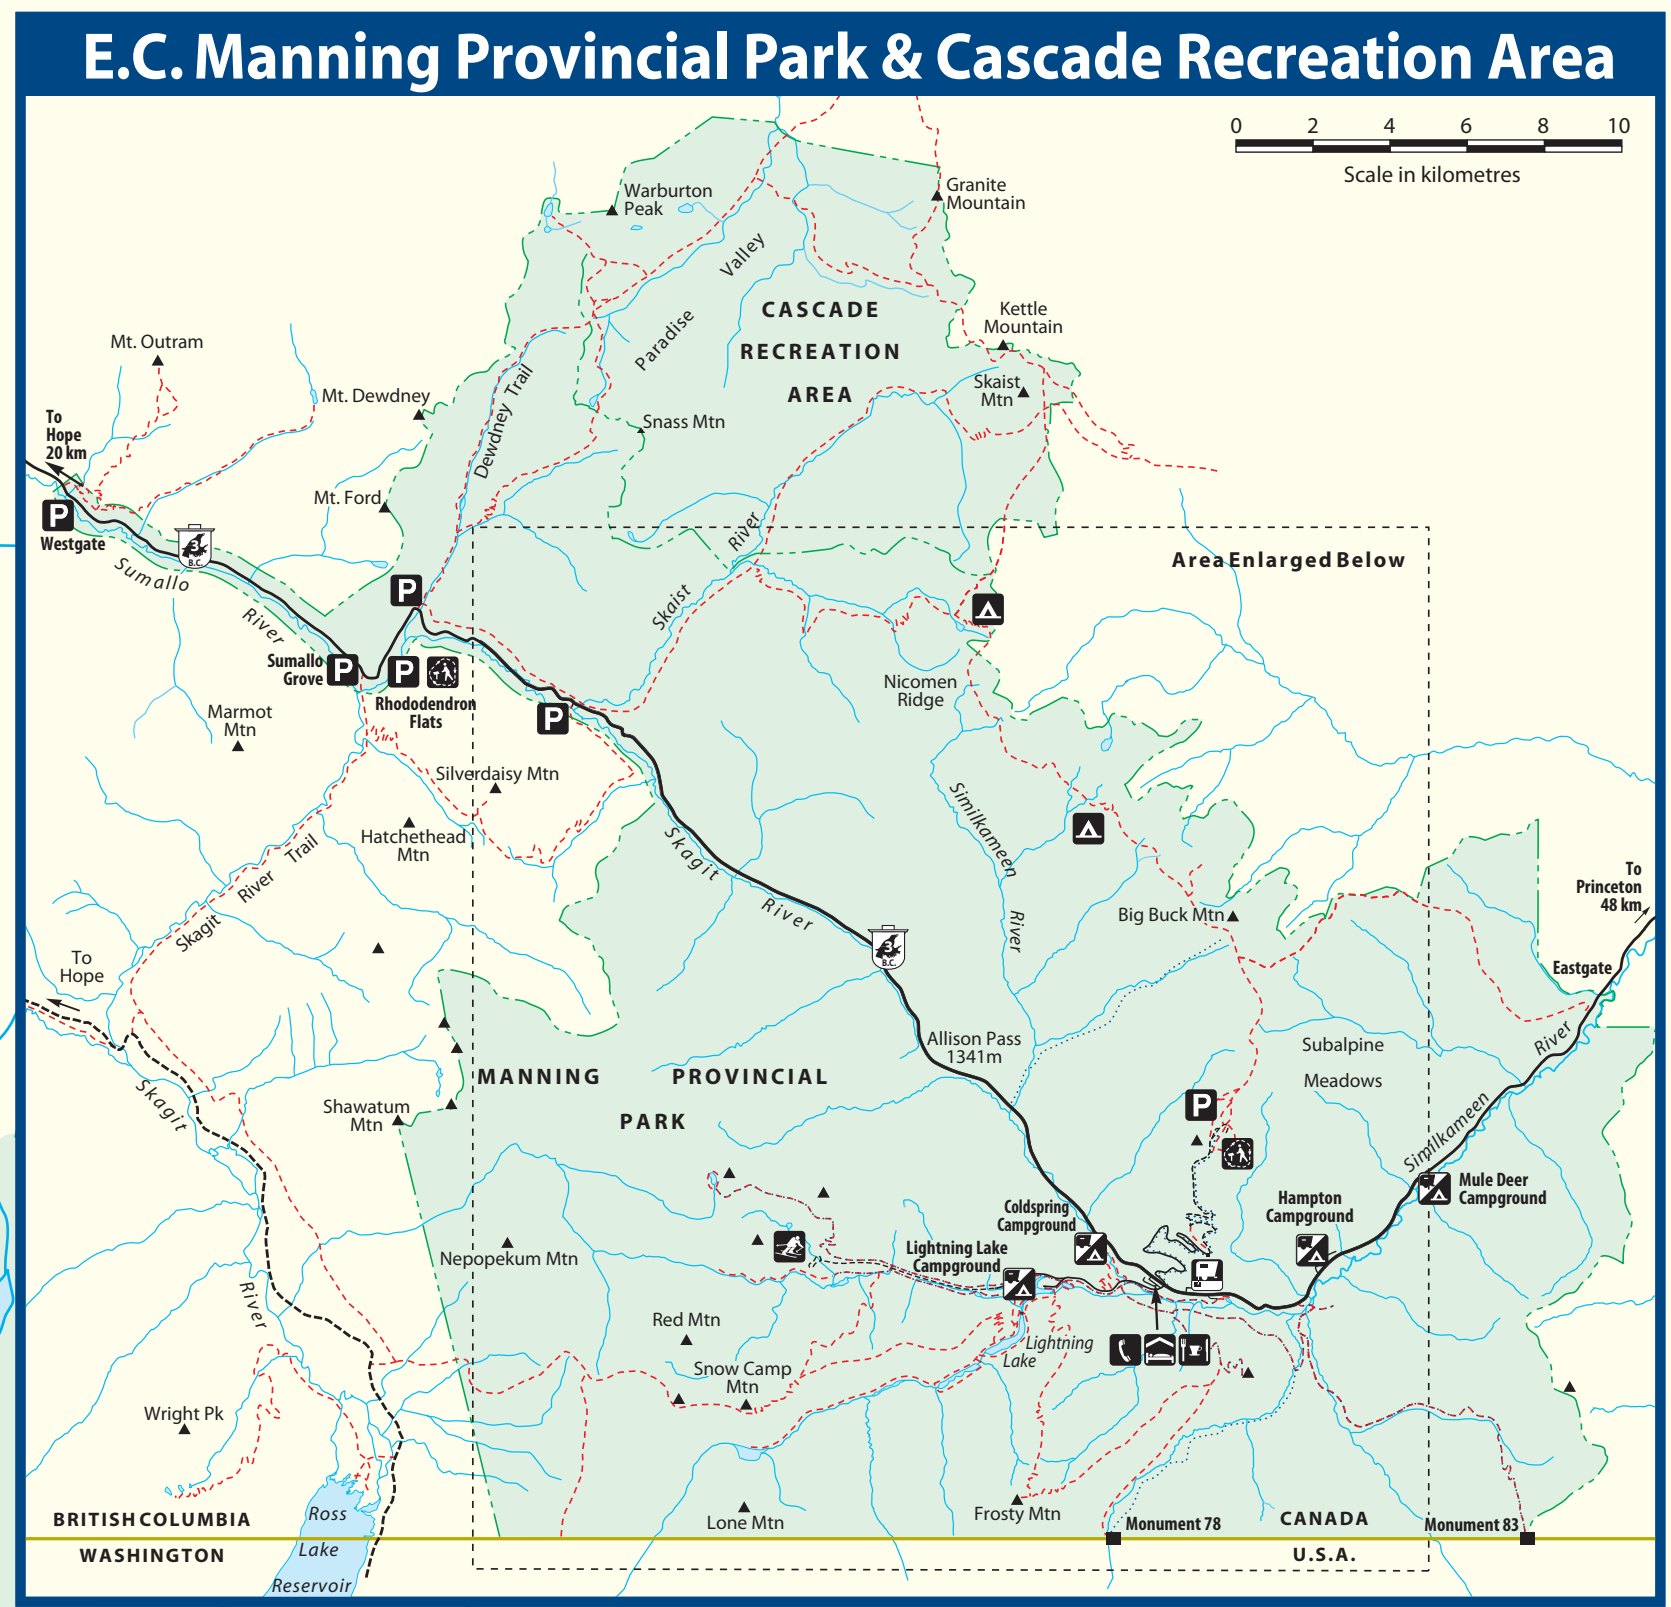 E.C. Manning Provincial Park & Cascade Recreation Area
0 2 4 6 8 10
Scale in kilometres
Warburton
Peak
Granite
Mountain
Paradise Valley
CASCADE
RECREATION
AREA
Kettle
Mountain
Skaist
Mtn
Mt. Outram
Mt. Dewdney
Dewdney Trail
Snass Mtn
To
Hope
20 km
Mt. Ford
P
Westgate
3
B.C.
Sumallo River
Skaist River
Area Enlarged Below
P
Sumallo
Grove
P
P
Rhododendron
Flats
P
Nicomen
Ridge
Marmot
Mtn
Silverdaisy Mtn
Hatchethead
Mtn
Skagit River
Similkameen River
Skagit River Trail
To
Princeton
48 km
Big Buck Mtn
3
B.C.
To
Hope
Eastgate
Allison Pass
1341m
Subalpine
Meadows
Similkameen River
MANNING PROVINCIAL
PARK
Skagit River
Shawatum
Mtn
P
Mule Deer
Campground
Hampton
Campground
Coldspring
Campground
Lightning Lake
Campground
Nepopekum Mtn
Red Mtn
Lightning
Lake
Snow Camp
Mtn
Wright Pk
Frosty Mtn
Lone Mtn
Ross
Lake
Reservoir
BRITISH COLUMBIA
WASHINGTON
Monument 78
CANADA
U.S.A.
Monument 83